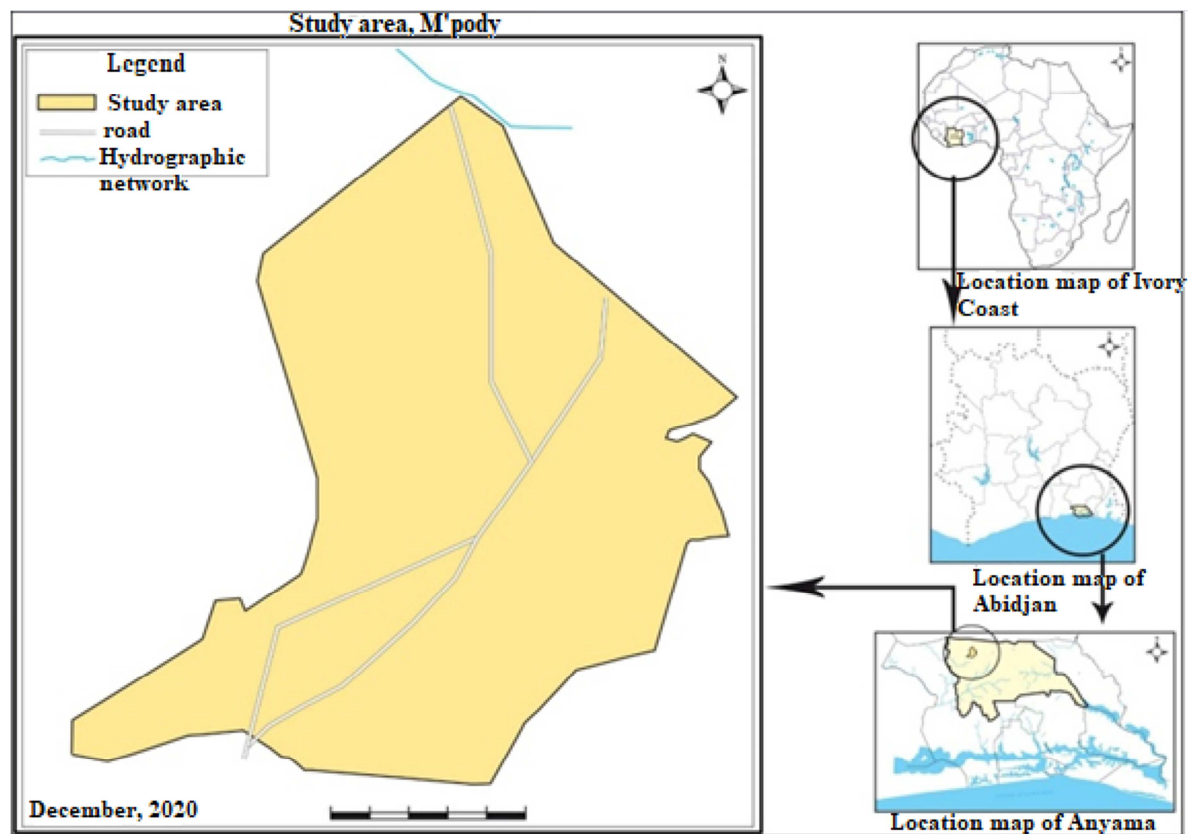 Study area, M'pody
Legend
Study area
road
Hydrographic
network
N
December, 2020
Location map of Ivory
Coast
Location map of
Abidjan
Location map of Anyama